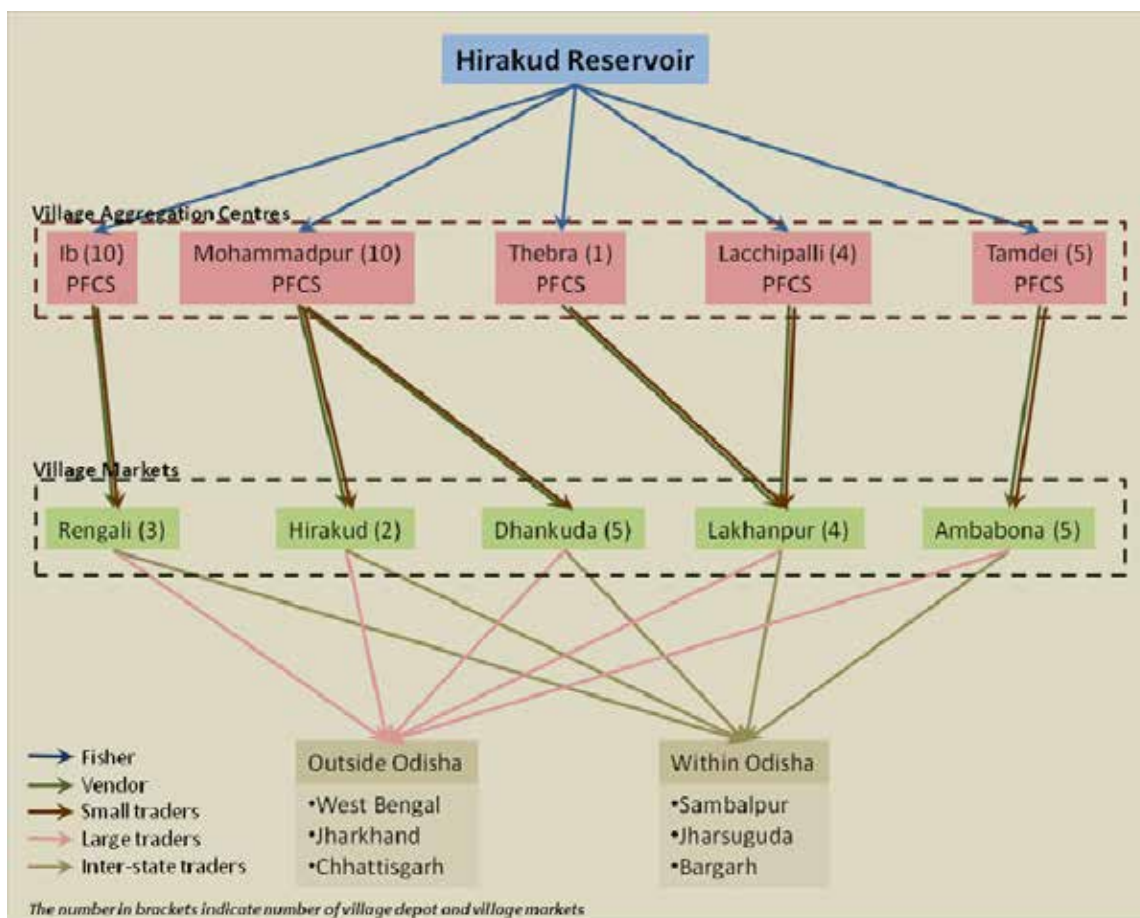 Hirakud Reservoir
Village Aggregation Centres
Ib (10)
PFCS
Mohammadpur (10)
PFCS
Thebra (1)
PFCS
Lacchipalli (4)
PFCS
Tamdei (5)
PFCS
Village Markets
Rengali (3)
Hirakud (2)
Dhankuda (5)
Lakhanpur (4)
Ambabona (5)
Outside Odisha
•West Bengal
•Jharkhand
•Chhattisgarh
Within Odisha
•Sambalpur
•Jharsuguda
•Bargarh
Fisher
Vendor
Small traders
Large traders
Inter-state traders
The number in brackets indicate number of village depot and village markets